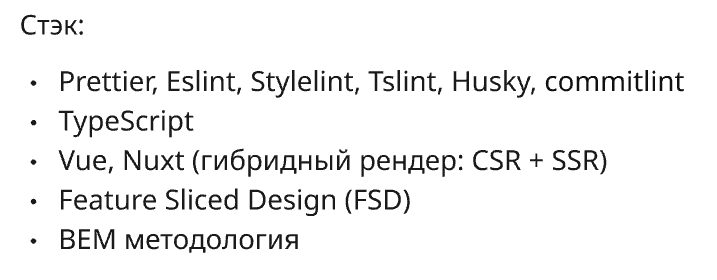 Стэк:
• Prettier, Eslint, Stylelint, Tslint, Husky, commitlint
• TypeScript
• Vue, Nuxt (гибридный рендер: CSR + SSR)
• Feature Sliced Design (FSD)
• BEM методология